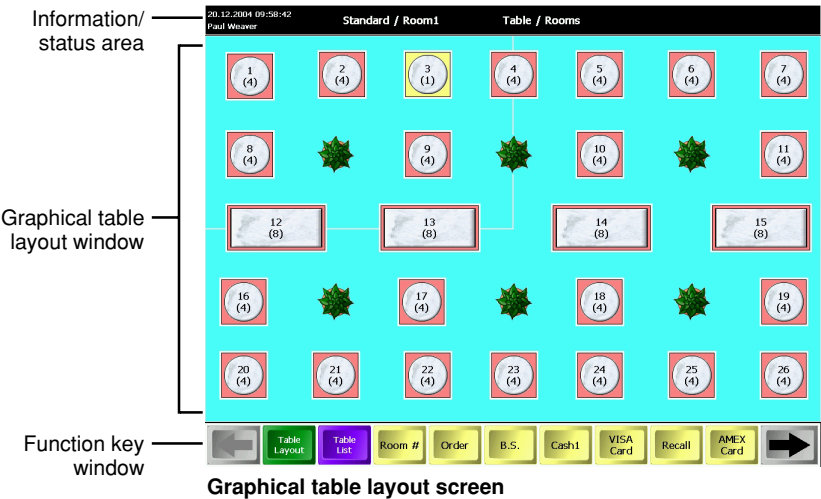 Information/
status area
20.12.2004 09:58:42
Paul Weaver
Standard / Room1
Table / Rooms
1
(4)
2
(4)
3
(1)
4
(4)
5
(4)
6
(4)
7
(4)
8
(4)
9
(4)
10
(4)
11
(4)
Graphical table
layout window
12
(8)
13
(8)
14
(8)
15
(8)
16
(4)
17
(4)
18
(4)
19
(4)
20
(4)
21
(4)
22
(4)
23
(4)
24
(4)
25
(4)
26
(4)
Function key
window
Table
Layout
Table
List
Room #
Order
B.S.
Cash1
VISA
Card
Recall
AMEX
Card
Graphical table layout screen